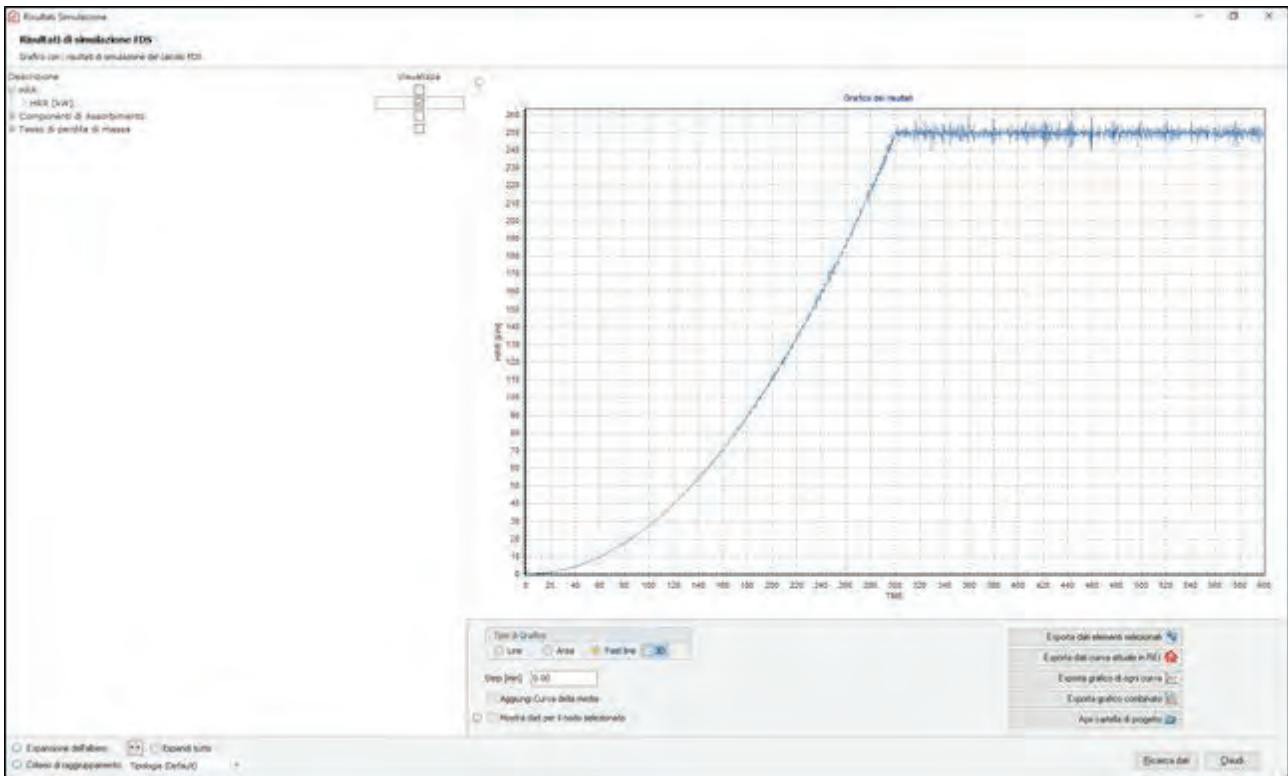 Risultati Simulazione
Risultati di simulazione FDS
Grafico con i risultati di simulazione del calcolo FDS
Descrizione Visualizza
HRR
HRR [kW]
Componenti di Assorbimento
Tasso di perdita di massa
Grafico dei risultati
260
250
240
230
220
210
200
190
180
170
160
150
140
130
120
110
100
90
80
70
60
50
40
30
20
10
0
HRR [kW]
0 20 40 60 80 100 120 140 160 180 200 220 240 260 280 300 320 340 360 380 400 420 440 460 480 500 520 540 560 580 600
TIME
Tipo di Grafico
Line Area Fast line 3D
Step [min] 0.00
Aggiungi Curva della media
Mostra dati per il nodo selezionato
Esporta dati elementi selezionati
Esporta dati curva attuale in
Esporta grafico di ogni curva
Esporta grafico combinato
Apri cartella di progetto
Espansione dell'albero Espandi tutto
Criterio di raggruppamento Tipologia (Default)
Ricarica dati Chiudi